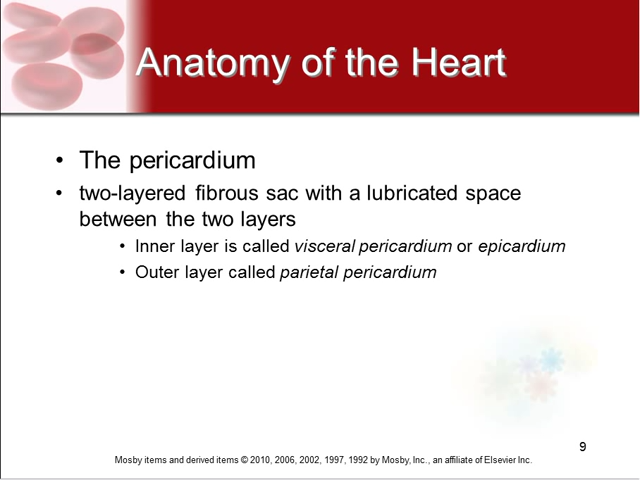 Anatomy of the Heart
• The pericardium
• two-layered fibrous sac with a lubricated space
between the two layers
• Inner layer is called visceral pericardium or epicardium
• Outer layer called parietal pericardium
9
Mosby items and derived items © 2010, 2006, 2002, 1997, 1992 by Mosby, Inc., an affiliate of Elsevier Inc.